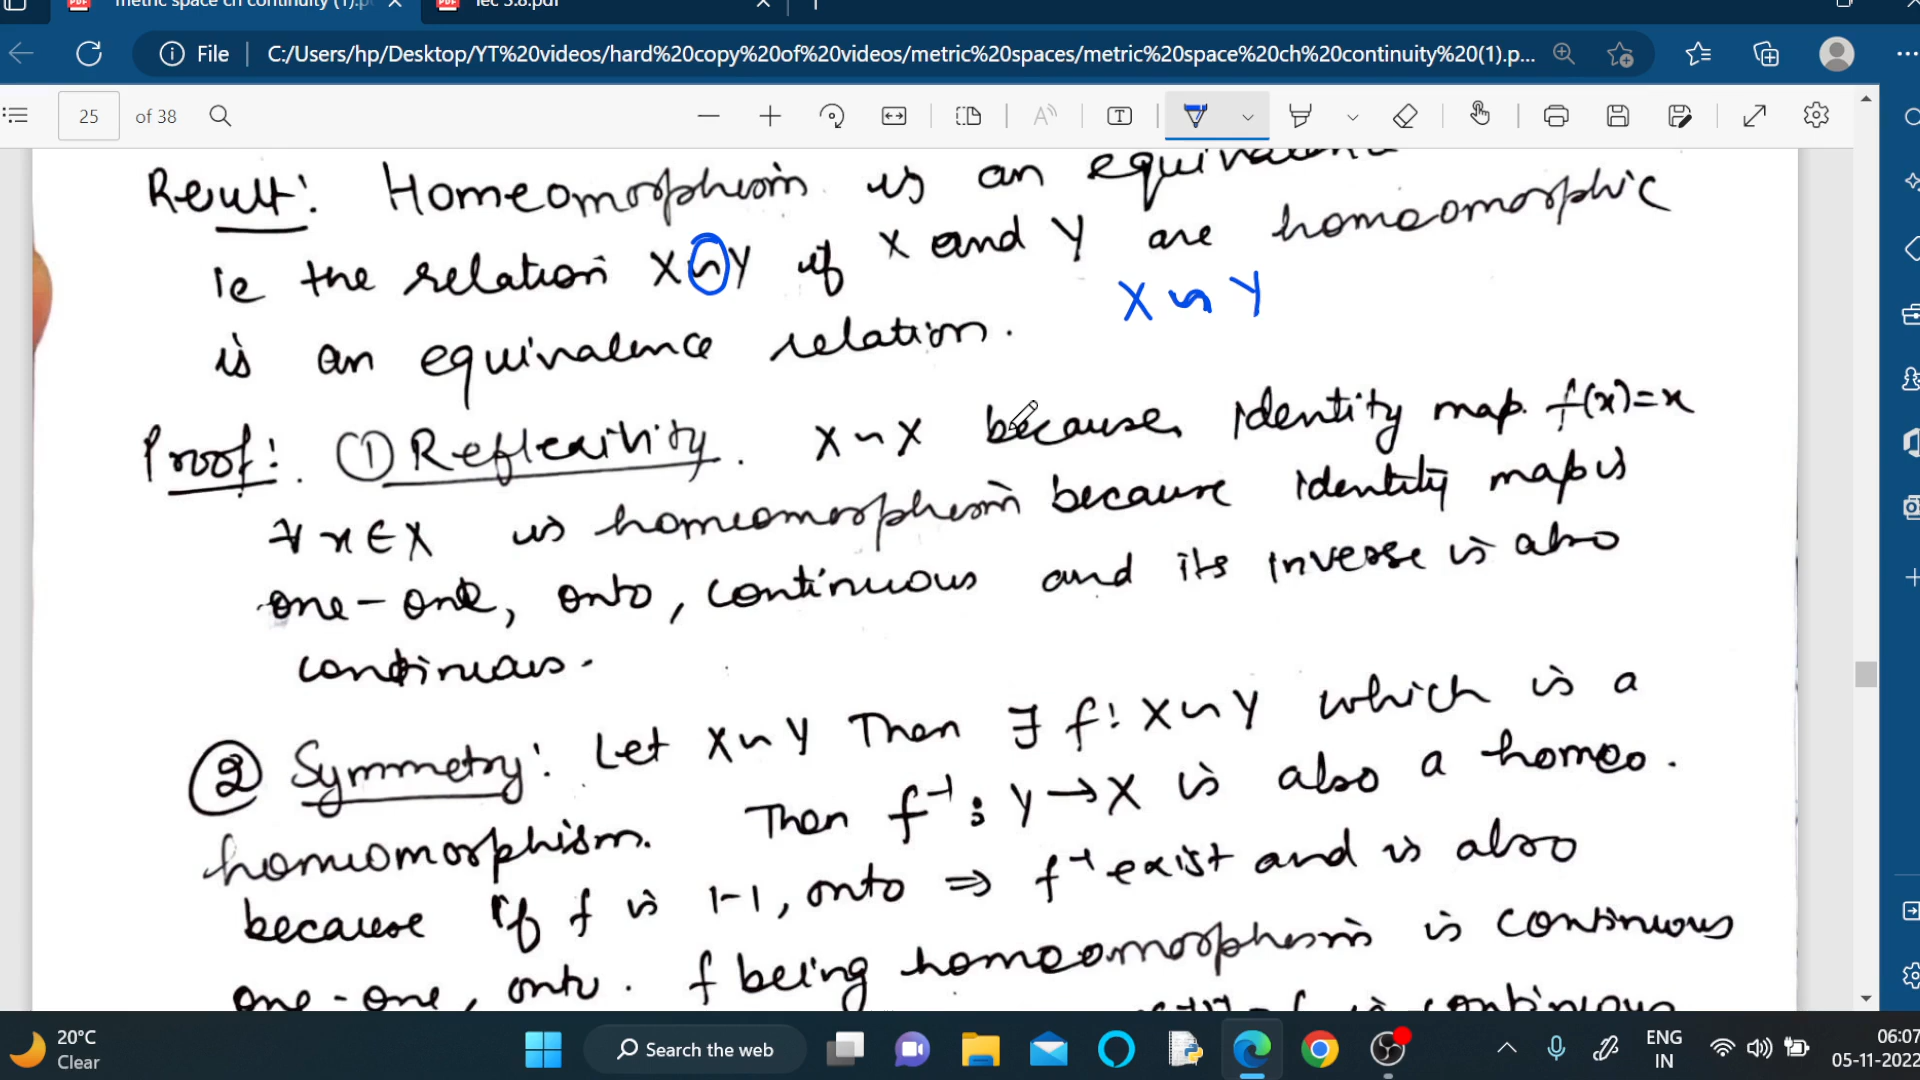 metric space ch continuity (1).p
lec 3.8.pdf
File
C:/Users/hp/Desktop/YT%20videos/hard%20copy%20of%20videos/metric%20spaces/metric%20space%20ch%20continuity%20(1).p...
25 of 38
Result: Homeomorphism is an
ie the relation X ~ Y if X and Y are homeomorphic
X ~ Y
is an equivalence relation.
Proof: ① Reflexivity. X ~ X because identity map f(x)=x
∀ x ∈ X is homeomorphism because identity map is
one-one, onto, continuous and its inverse is also
continuous.
② Symmetry: Let X ~ Y Then ∃ f: X ~ Y which is a
homeomorphism. Then f⁻¹: Y → X is also a homeo.
because if f is 1-1, onto ⇒ f⁻¹ exist and is also
one-one, onto. f being homeomorphism is continuous
is continuous
20°C
Clear
Search the web
ENG
IN
06:07
05-11-2022